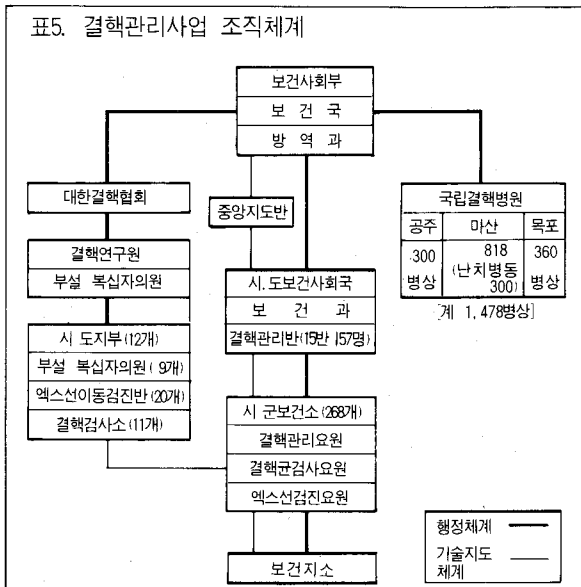 표5. 결핵관리사업 조직체계
보건사회부
보 건 국
방 역 과
대한결핵협회
중앙지도반
국립결핵병원
공주 마산 목포
300 병상
818 (난치병동 300)
360 병상
[계 1,478병상]
결핵연구원
부설 복십자의원
시, 도보건사회국
보 건 과
결핵관리반(15반 157명)
시 도지부(12개)
부설 복십자의원( 9개)
엑스선이동검진반(20개)
결핵검사소(11개)
시 군보건소(268개)
결핵관리요원
결핵균검사요원
엑스선검진요원
보건지소
행정체계
기술지도
체계